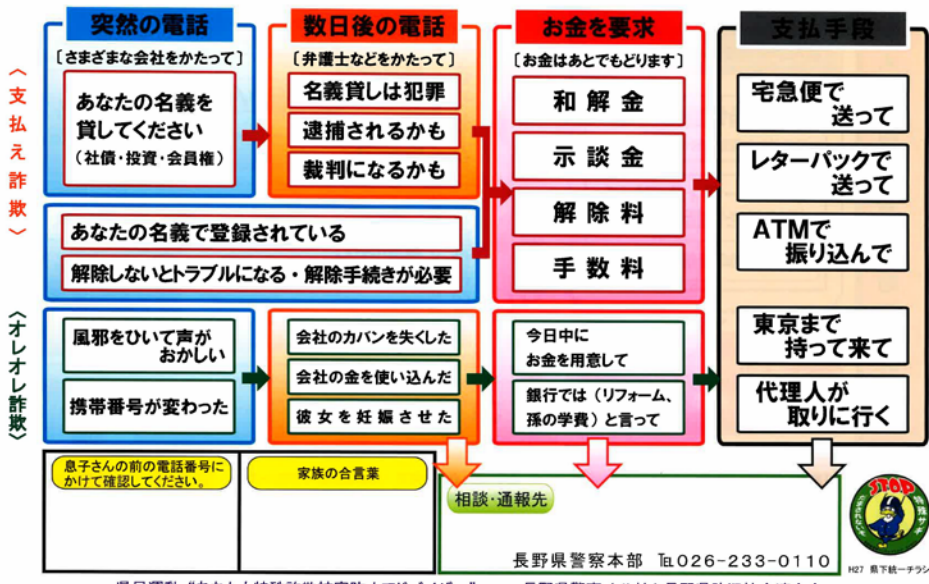 突然の電話
〔さまざまな会社をかたって〕
あなたの名義を
貸してください
（社債・投資・会員権）
数日後の電話
〔弁護士などをかたって〕
名義貸しは犯罪
逮捕されるかも
裁判になるかも
お金を要求
〔お金はあとでもどります〕
和解金
示談金
解除料
手数料
支払手段
宅急便で
送って
レターパックで
送って
ATMで
振り込んで
東京まで
持って来て
代理人が
取りに行く
〈支払え詐欺〉
あなたの名義で登録されている
解除しないとトラブルになる・解除手続きが必要
〈オレオレ詐欺〉
風邪をひいて声が
おかしい
携帯番号が変わった
会社のカバンを失くした
会社の金を使い込んだ
彼女を妊娠させた
今日中に
お金を用意して
銀行では（リフォーム、
孫の学費）と言って
息子さんの前の電話番号に
かけて確認してください。
家族の合言葉
相談・通報先
長野県警察本部 ℡026-233-0110
STOP
H27 県下統一チラシ